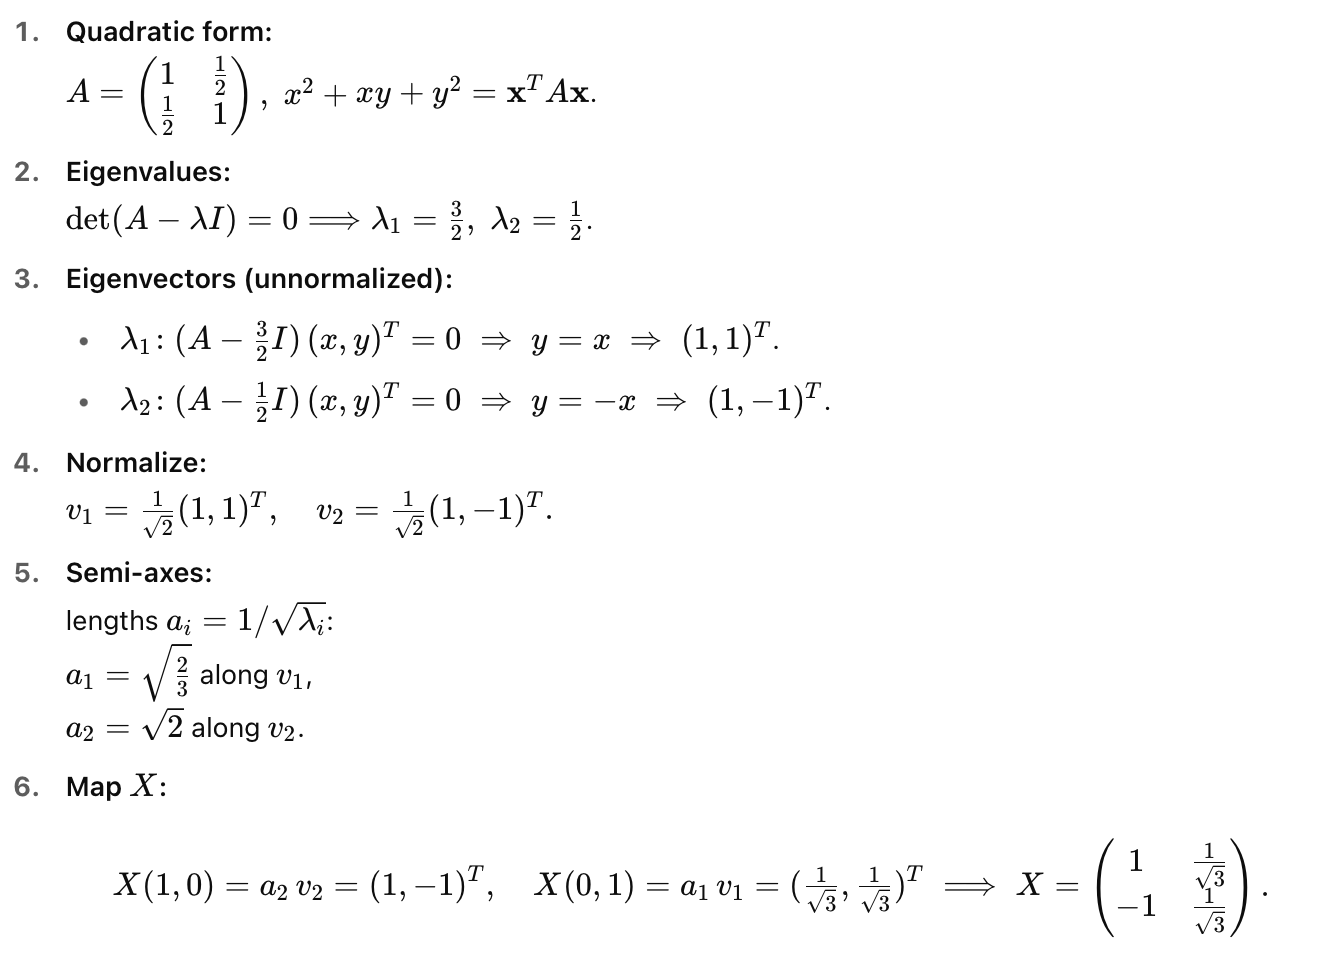 1. Quadratic form:
A = \begin{pmatrix} 1 & \frac{1}{2} \\ \frac{1}{2} & 1 \end{pmatrix}, x^2 + xy + y^2 = \mathbf{x}^T A \mathbf{x}.
2. Eigenvalues:
\det(A - \lambda I) = 0 \Longrightarrow \lambda_1 = \frac{3}{2}, \lambda_2 = \frac{1}{2}.
3. Eigenvectors (unnormalized):
• \lambda_1: (A - \frac{3}{2} I) (x, y)^T = 0 \Rightarrow y = x \Rightarrow (1, 1)^T.
• \lambda_2: (A - \frac{1}{2} I) (x, y)^T = 0 \Rightarrow y = -x \Rightarrow (1, -1)^T.
4. Normalize:
v_1 = \frac{1}{\sqrt{2}} (1, 1)^T, v_2 = \frac{1}{\sqrt{2}} (1, -1)^T.
5. Semi-axes:
lengths a_i = 1/\sqrt{\lambda_i}:
a_1 = \sqrt{\frac{2}{3}} along v_1,
a_2 = \sqrt{2} along v_2.
6. Map X:
X(1, 0) = a_2 v_2 = (1, -1)^T, X(0, 1) = a_1 v_1 = (\frac{1}{\sqrt{3}}, \frac{1}{\sqrt{3}})^T \Longrightarrow X = \begin{pmatrix} 1 & \frac{1}{\sqrt{3}} \\ -1 & \frac{1}{\sqrt{3}} \end{pmatrix}.